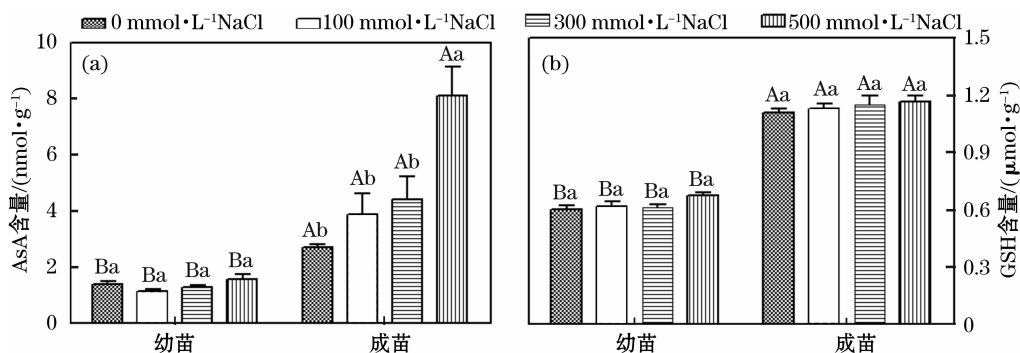 0 mmol·L⁻¹NaCl 100 mmol·L⁻¹NaCl 300 mmol·L⁻¹NaCl 500 mmol·L⁻¹NaCl
(a)
AsA含量/(nmol·g⁻¹)
10
8
6
4
2
0
Ba Ba Ba Ba
Ab Ab Ab Aa
幼苗 成苗
(b)
Ba Ba Ba Ba
Aa Aa Aa Aa
幼苗 成苗
1.5
1.2
0.9
0.6
0.3
0
GSH含量/(μmol·g⁻¹)